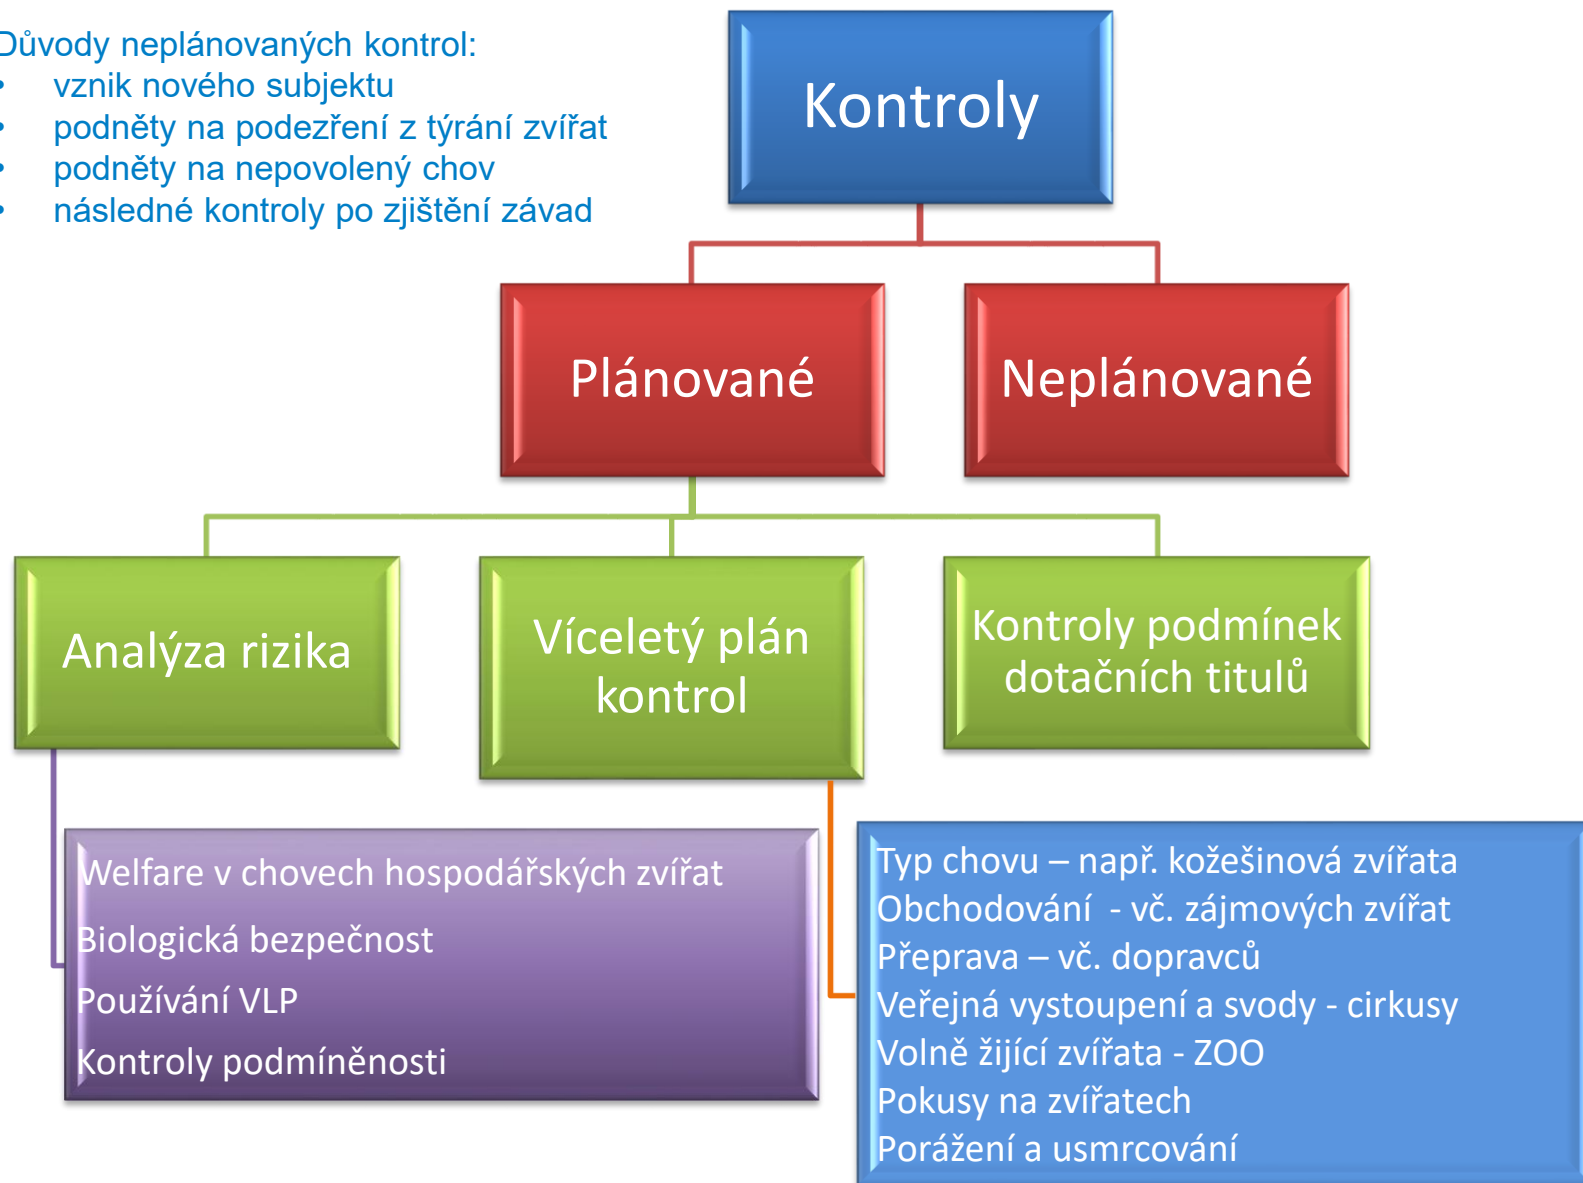 Důvody neplánovaných kontrol:
• vznik nového subjektu
• podněty na podezření z týrání zvířat
• podněty na nepovolený chov
• následné kontroly po zjištění závad
Kontroly
Plánované
Neplánované
Analýza rizika
Víceletý plán
kontrol
Kontroly podmínek
dotačních titulů
Welfare v chovech hospodářských zvířat
Biologická bezpečnost
Používání VLP
Kontroly podmíněnosti
Typ chovu – např. kožešinová zvířata
Obchodování - vč. zájmových zvířat
Přeprava – vč. dopravců
Veřejná vystoupení a svody - cirkusy
Volně žijící zvířata - ZOO
Pokusy na zvířatech
Porážení a usmrcování